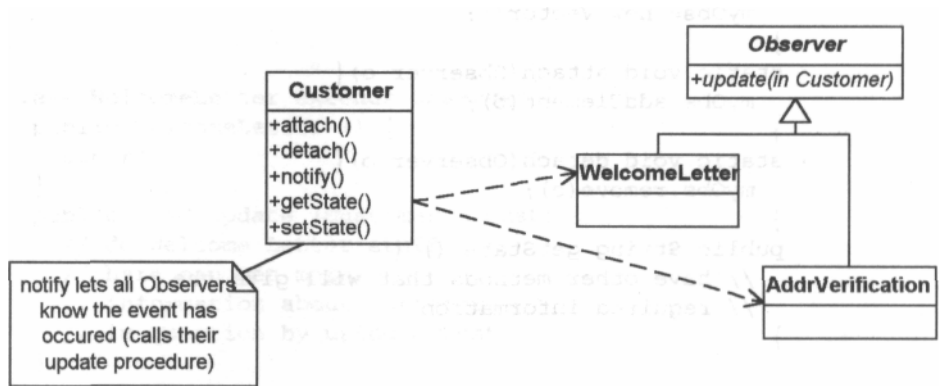 Observer
+update(in Customer)
Customer
+attach()
+detach()
+notify()
+getState()
+setState()
WelcomeLetter
AddrVerification
notify lets all Observers
know the event has
occured (calls their
update procedure)